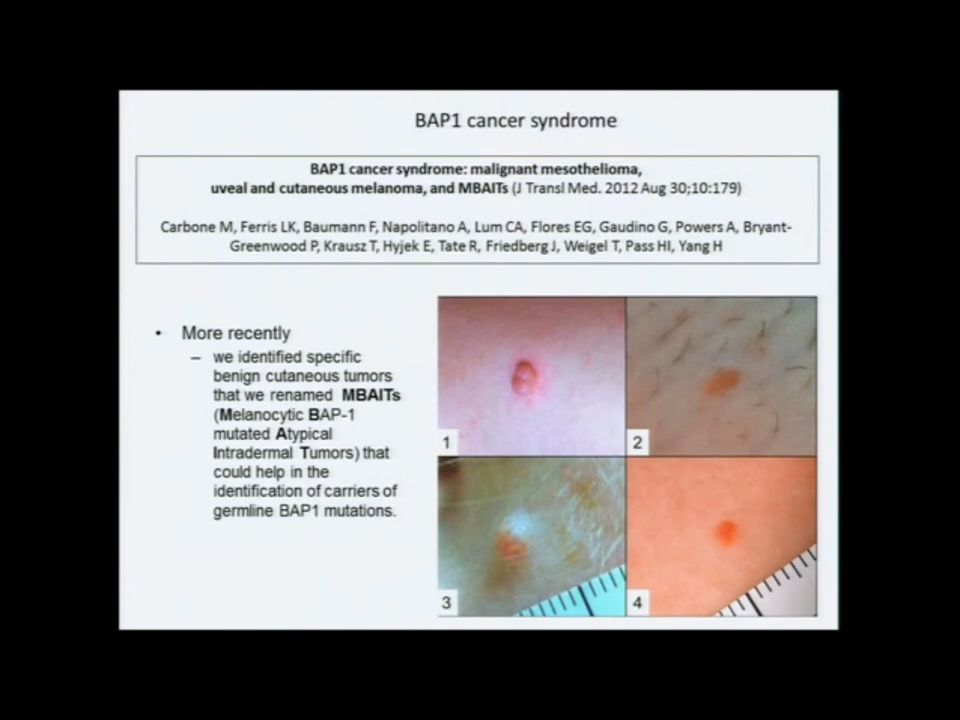 BAP1 cancer syndrome
BAP1 cancer syndrome: malignant mesothelioma,
uveal and cutaneous melanoma, and MBAITs (J Transl Med. 2012 Aug 30;10:179)
Carbone M, Ferris LK, Baumann F, Napolitano A, Lum CA, Flores EG, Gaudino G, Powers A, Bryant-
Greenwood P, Krausz T, Hyjek E, Tate R, Friedberg J, Weigel T, Pass HI, Yang H
• More recently
– we identified specific
benign cutaneous tumors
that we renamed MBAITs
(Melanocytic BAP-1
mutated Atypical
Intradermal Tumors) that
could help in the
identification of carriers of
germline BAP1 mutations.
1
2
3
4